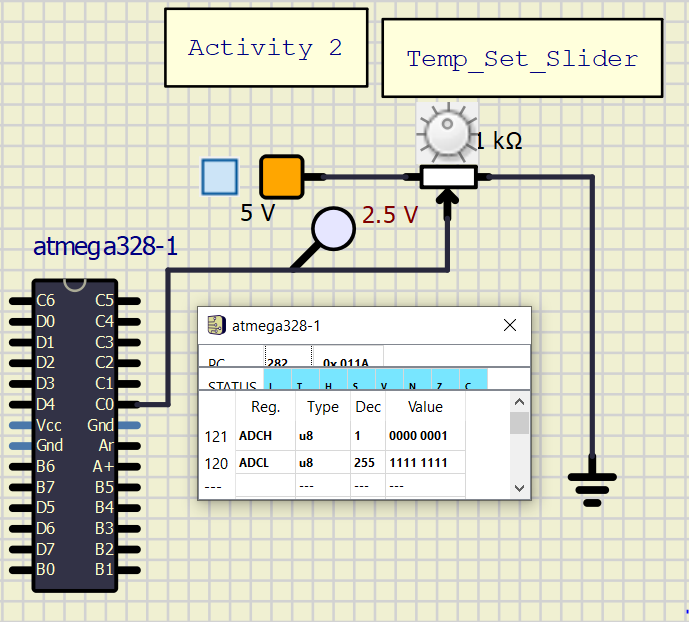 Activity 2
Temp_Set_Slider
1 kΩ
5 V
2.5 V
atmega328-1
C6 C5
D0 C4
D1 C3
D2 C2
D3 C1
D4 C0
Vcc Gnd
Gnd Ar
B6 A+
B7 B5
D5 B4
D6 B3
D7 B2
B0 B1
atmega328-1
PC 282 0x 011A
STATUS I T H S V N Z C
Reg. Type Dec Value
121 ADCH u8 1 0000 0001
120 ADCL u8 255 1111 1111
--- --- --- ---